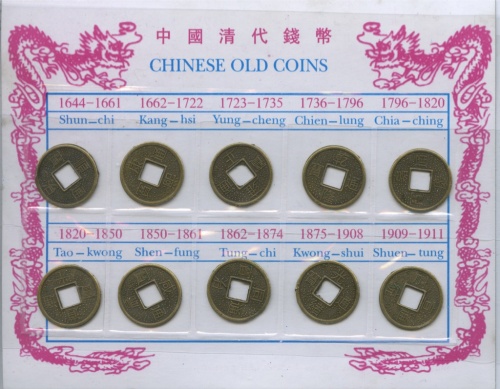 中國清代錢幣
CHINESE OLD COINS
1644-1661 1662-1722 1723-1735 1736-1796 1796-1820
Shun-chi Kang-hsi Yung-cheng Chien-lung Chia-ching
1820-1850 1850-1861 1862-1874 1875-1908 1909-1911
Tao-kwong Shen-fung Tung-chi Kwong-shui Shuen-tung